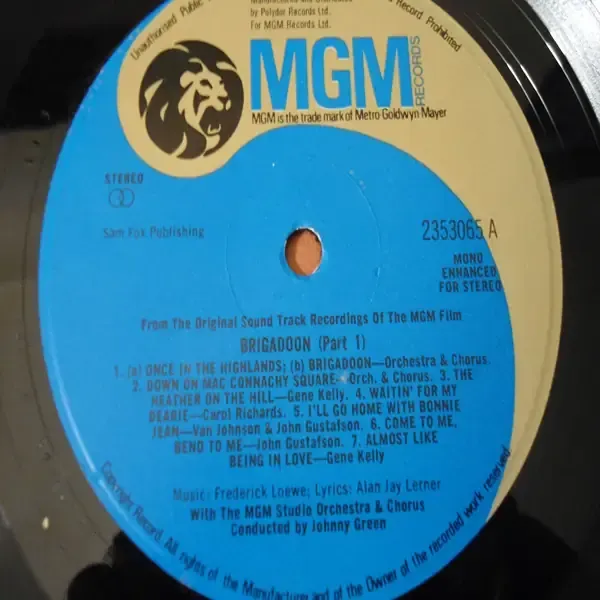 Manufactured and Distributed
by Polydor Records Ltd.
For MGM Records Ltd.
Unauthorised Public
Record Prohibited
MGM
RECORDS
MGM is the trade mark of Metro Goldwyn Mayer
STEREO
Sam Fox Publishing
2353065 A
MONO
ENHANCED
FOR STEREO
From The Original Sound Track Recordings Of The MGM Film
BRIGADOON (Part 1)
1. (a) ONCE IN THE HIGHLANDS; (b) BRIGADOON—Orchestra & Chorus.
2. DOWN ON MAC CONNACHY SQUARE—Orch. & Chorus. 3. THE
HEATHER ON THE HILL—Gene Kelly. 4. WAITIN' FOR MY
DEARIE—Carol Richards. 5. I'LL GO HOME WITH BONNIE
JEAN—Van Johnson & John Gustafson. 6. COME TO ME,
BEND TO ME—John Gustafson. 7. ALMOST LIKE
BEING IN LOVE—Gene Kelly
Music: Frederick Loewe; Lyrics: Alan Jay Lerner
With The MGM Studio Orchestra & Chorus
Conducted by Johnny Green
Copyright Record. All rights of the Manufacturer and of the Owner of the recorded work reserved